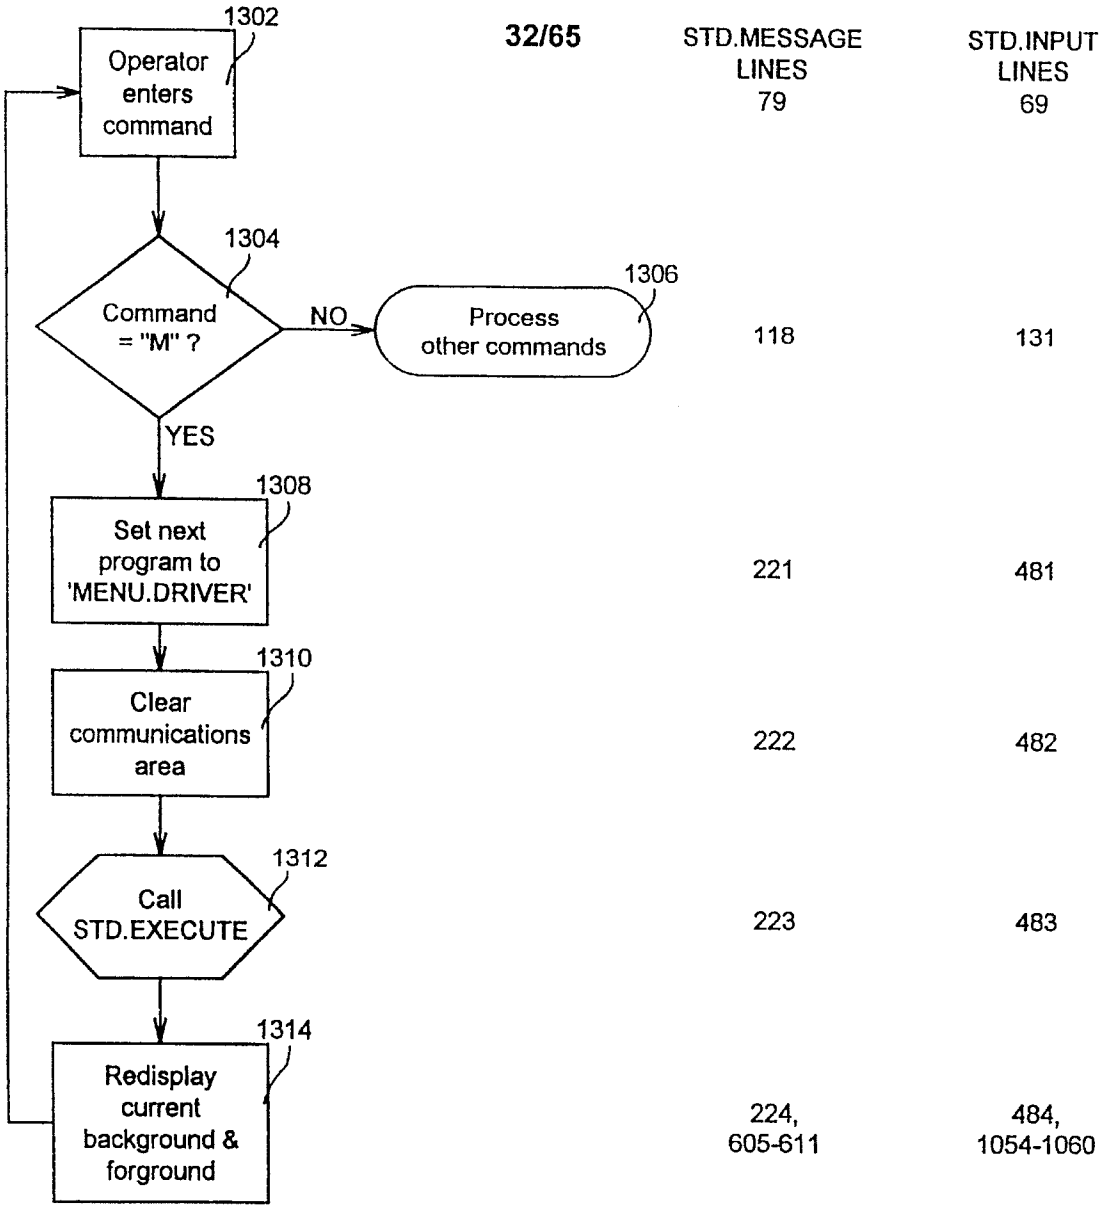 1302
32/65
STD.MESSAGE
LINES
79
STD.INPUT
LINES
69
Operator
enters
command
1304
Command
= "M" ?
NO
1306
Process
other commands
118
131
YES
1308
Set next
program to
'MENU.DRIVER'
221
481
1310
Clear
communications
area
222
482
1312
Call
STD.EXECUTE
223
483
1314
Redisplay
current
background &
forground
224,
605-611
484,
1054-1060